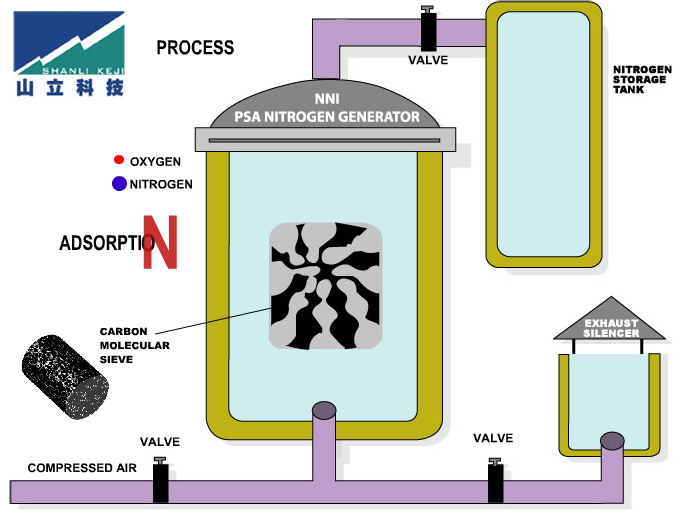 SHANLI KEJI
山立科技
PROCESS
VALVE
NITROGEN
STORAGE
TANK
NNI
PSA NITROGEN GENERATOR
OXYGEN
NITROGEN
ADSORPTION
EXHAUST
SILENCER
CARBON
MOLECULAR
SIEVE
VALVE
VALVE
COMPRESSED AIR